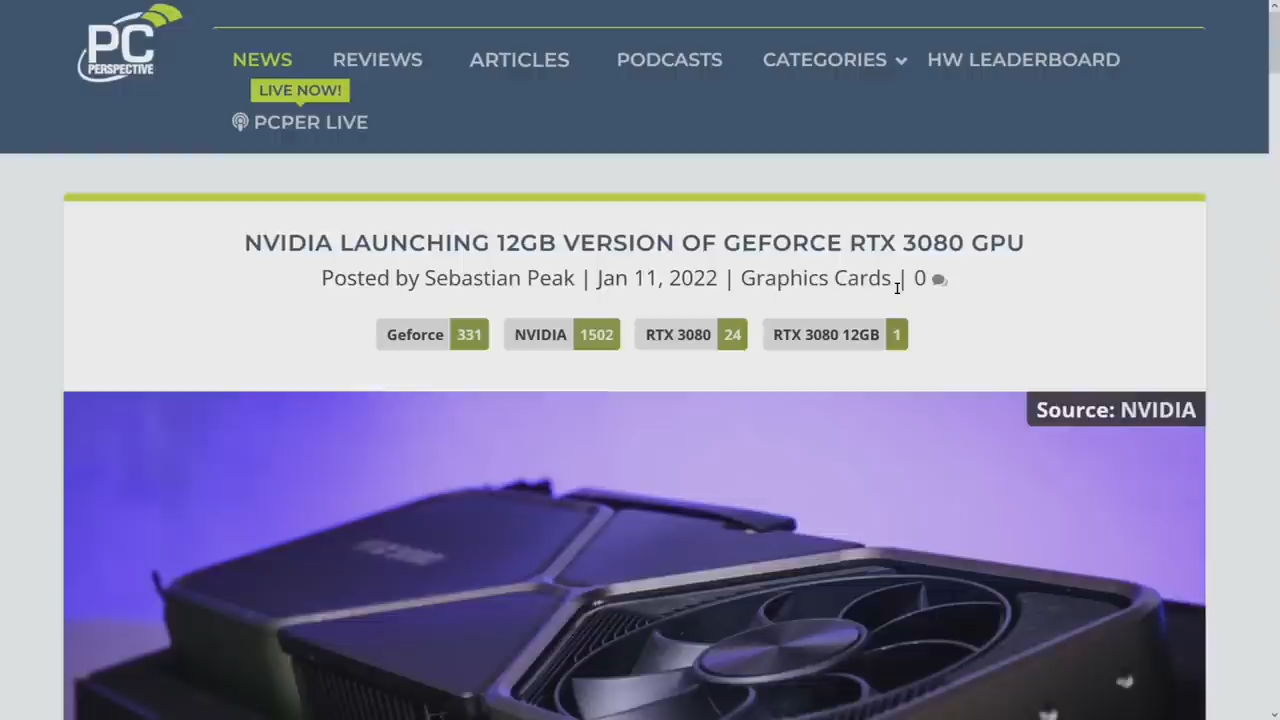 PC
PERSPECTIVE
NEWS REVIEWS ARTICLES PODCASTS CATEGORIES HW LEADERBOARD
LIVE NOW!
PCPER LIVE
NVIDIA LAUNCHING 12GB VERSION OF GEFORCE RTX 3080 GPU
Posted by Sebastian Peak | Jan 11, 2022 | Graphics Cards | 0
Geforce 331 NVIDIA 1502 RTX 3080 24 RTX 3080 12GB 1
Source: NVIDIA